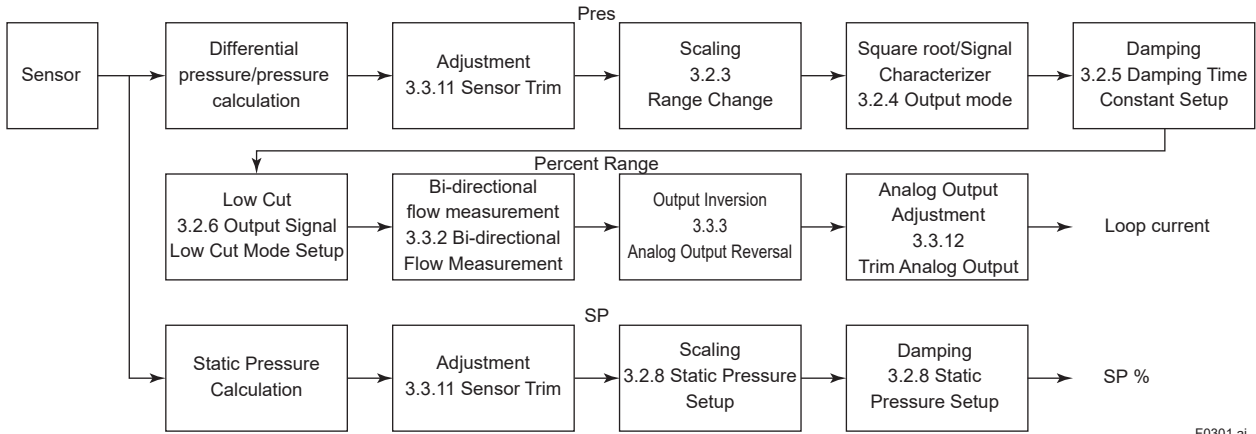 Pres
Sensor
Differential
pressure/pressure
calculation
Adjustment
3.3.11 Sensor Trim
Scaling
3.2.3
Range Change
Square root/Signal
Characterizer
3.2.4 Output mode
Damping
3.2.5 Damping Time
Constant Setup
Percent Range
Low Cut
3.2.6 Output Signal
Low Cut Mode Setup
Bi-directional
flow measurement
3.3.2 Bi-directional
Flow Measurement
Output Inversion
3.3.3
Analog Output Reversal
Analog Output
Adjustment
3.3.12
Trim Analog Output
Loop current
SP
Static Pressure
Calculation
Adjustment
3.3.11 Sensor Trim
Scaling
3.2.8 Static Pressure
Setup
Damping
3.2.8 Static
Pressure Setup
SP %
F0301.ai